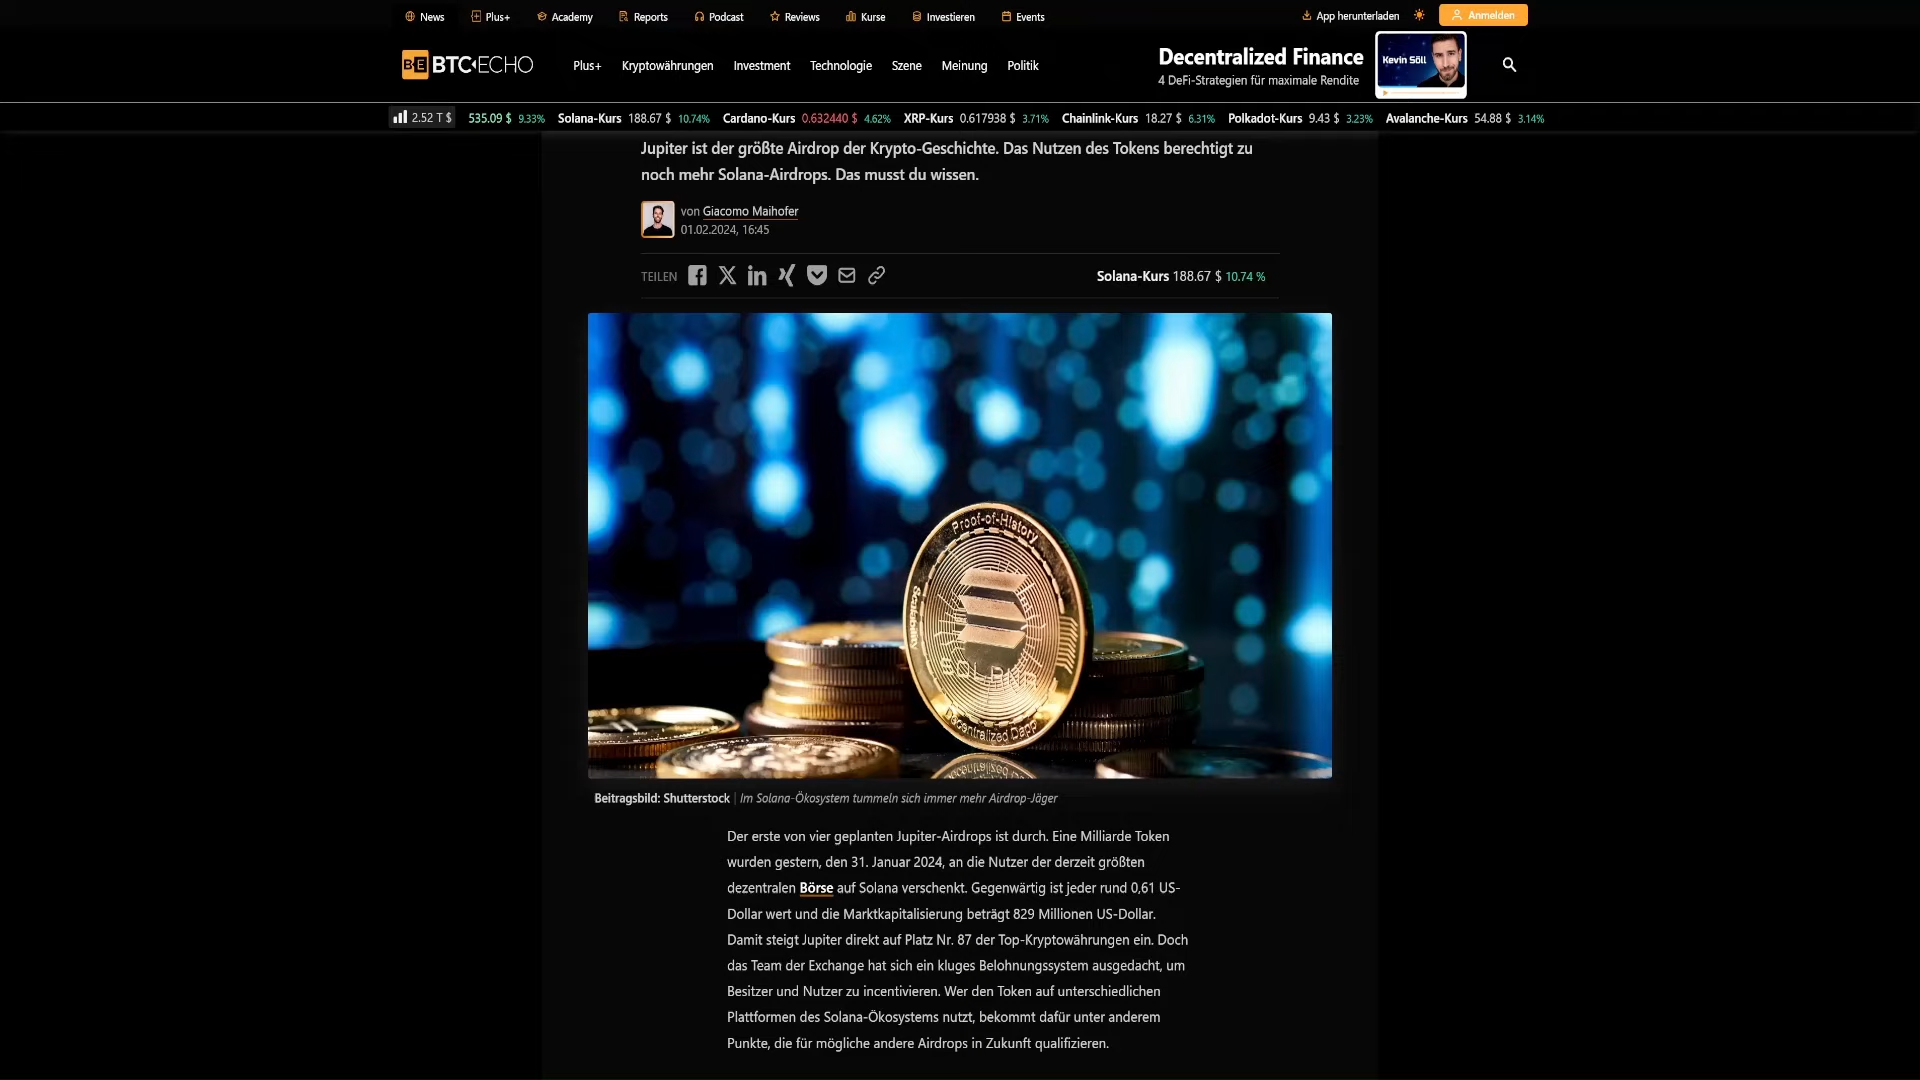 News
Plus+
Academy
Reports
Podcast
Reviews
Kurse
Investieren
Events
App herunterladen
Anmelden
BE BTC-ECHO
Plus+
Kryptowährungen
Investment
Technologie
Szene
Meinung
Politik
Decentralized Finance
4 DeFi-Strategien für maximale Rendite
Kevin Söll
2.52 T $
535.09 $ 9.33%
Solana-Kurs 188.67 $ 10.74%
Cardano-Kurs 0.632440 $ 4.62%
XRP-Kurs 0.617938 $ 3.71%
Chainlink-Kurs 18.27 $ 6.31%
Polkadot-Kurs 9.43 $ 3.23%
Avalanche-Kurs 54.88 $ 3.14%
Jupiter ist der größte Airdrop der Krypto-Geschichte. Das Nutzen des Tokens berechtigt zu
noch mehr Solana-Airdrops. Das musst du wissen.
von Giacomo Maihofer
01.02.2024, 16:45
TEILEN
Solana-Kurs 188.67 $ 10.74 %
Proof-of-History
Scalability
SOLANA
Decentralized Dapp
Beitragsbild: Shutterstock | Im Solana-Ökosystem tummeln sich immer mehr Airdrop-Jäger
Der erste von vier geplanten Jupiter-Airdrops ist durch. Eine Milliarde Token
wurden gestern, den 31. Januar 2024, an die Nutzer der derzeit größten
dezentralen Börse auf Solana verschenkt. Gegenwärtig ist jeder rund 0,61 US-
Dollar wert und die Marktkapitalisierung beträgt 829 Millionen US-Dollar.
Damit steigt Jupiter direkt auf Platz Nr. 87 der Top-Kryptowährungen ein. Doch
das Team der Exchange hat sich ein kluges Belohnungssystem ausgedacht, um
Besitzer und Nutzer zu incentivieren. Wer den Token auf unterschiedlichen
Plattformen des Solana-Ökosystems nutzt, bekommt dafür unter anderem
Punkte, die für mögliche andere Airdrops in Zukunft qualifizieren.